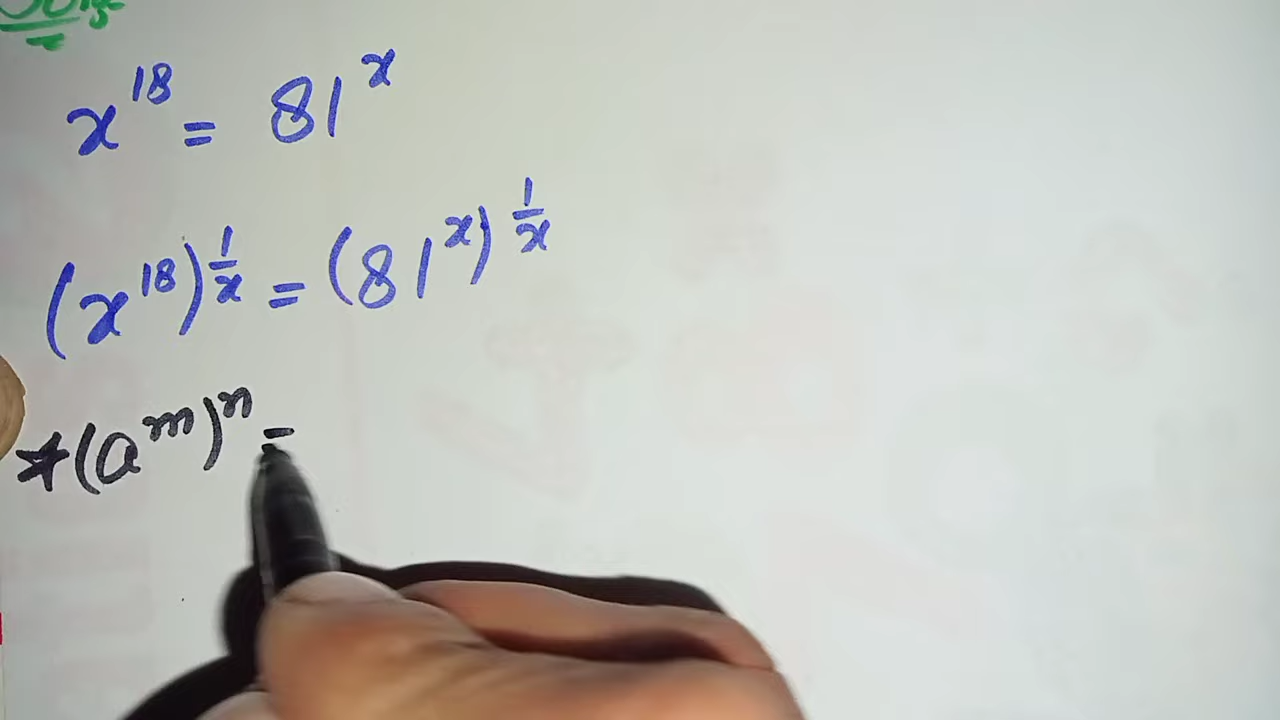 x^18 = 81^x
(x^18)^(1/x) = (81^x)^(1/x)
*(a^m)^n =